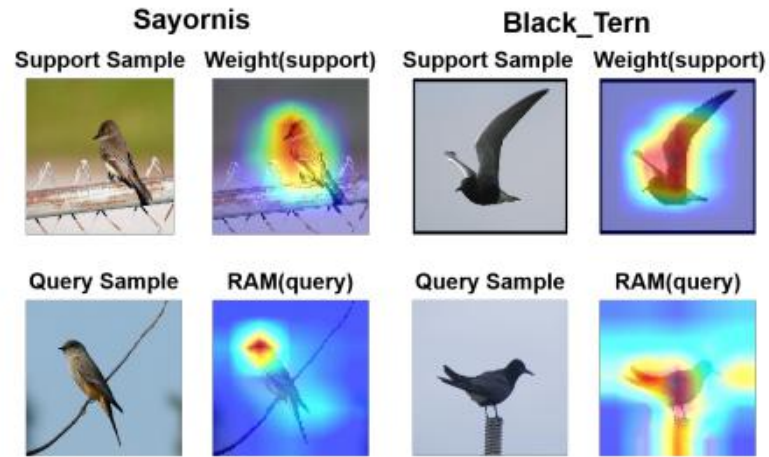 Sayornis
Black_Tern
Support Sample
Weight(support)
Support Sample
Weight(support)
Query Sample
RAM(query)
Query Sample
RAM(query)